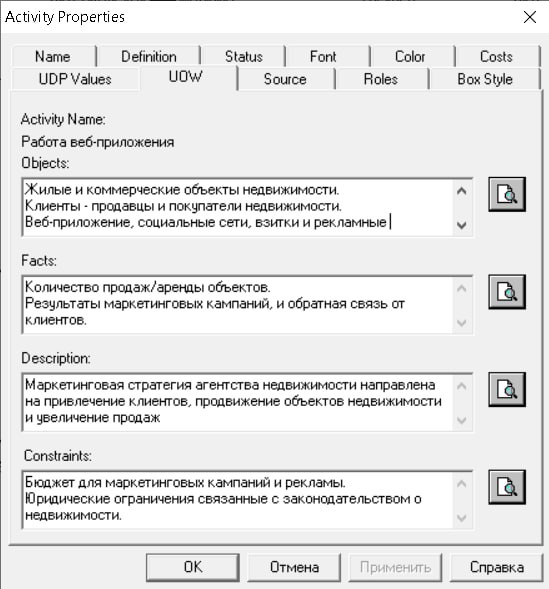 Activity Properties
Name Definition Status Font Color Costs
UDP Values UOW Source Roles Box Style
Activity Name:
Работа веб-приложения
Objects:
Жилые и коммерческие объекты недвижимости.
Клиенты - продавцы и покупатели недвижимости.
Веб-приложение, социальные сети, взитки и рекламные
Facts:
Количество продаж/аренды объектов.
Результаты маркетинговых кампаний, и обратная связь от
клиентов.
Description:
Маркетинговая стратегия агентства недвижимости направлена
на привлечение клиентов, продвижение объектов недвижимости
и увеличение продаж
Constraints:
Бюджет для маркетинговых кампаний и рекламы.
Юридические ограничения связанные с законодательством о
недвижимости.
OK Отмена Применить Справка